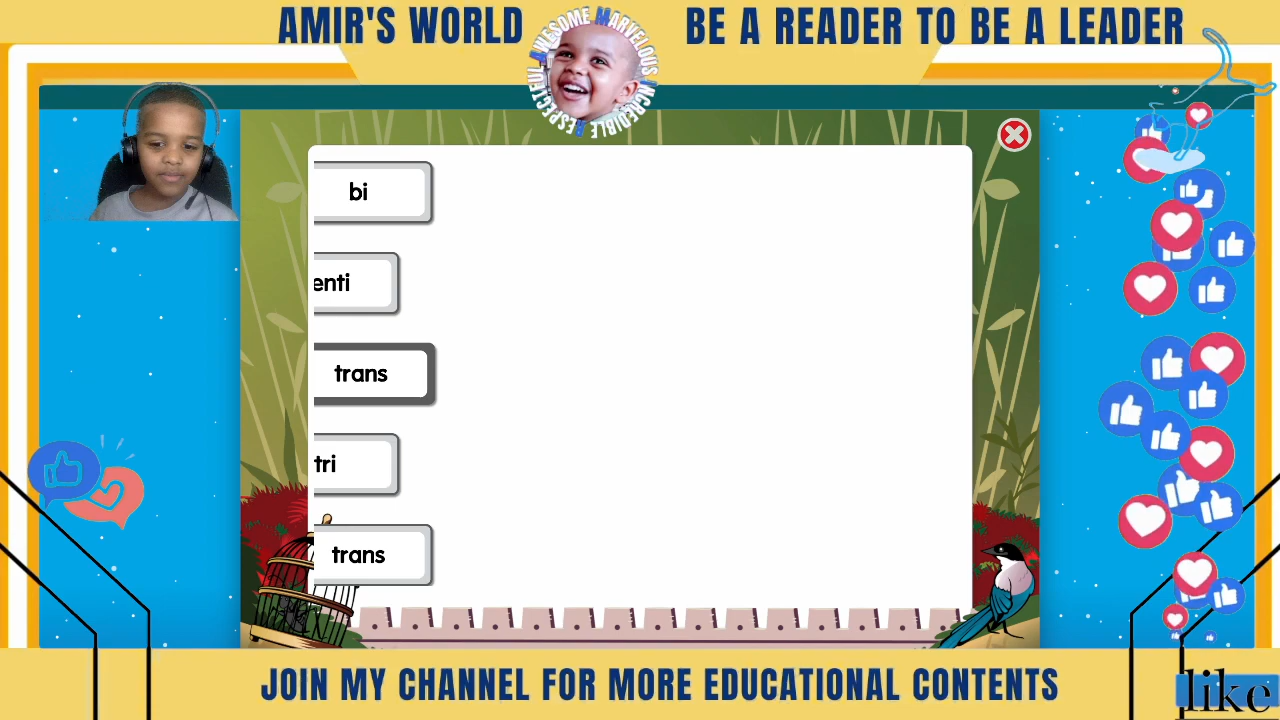 AMIR'S WORLD
BE A READER TO BE A LEADER
AWESOME MARVELOUS INCREDIBLE RESPECTFUL
bi
enti
trans
tri
trans
JOIN MY CHANNEL FOR MORE EDUCATIONAL CONTENTS
like